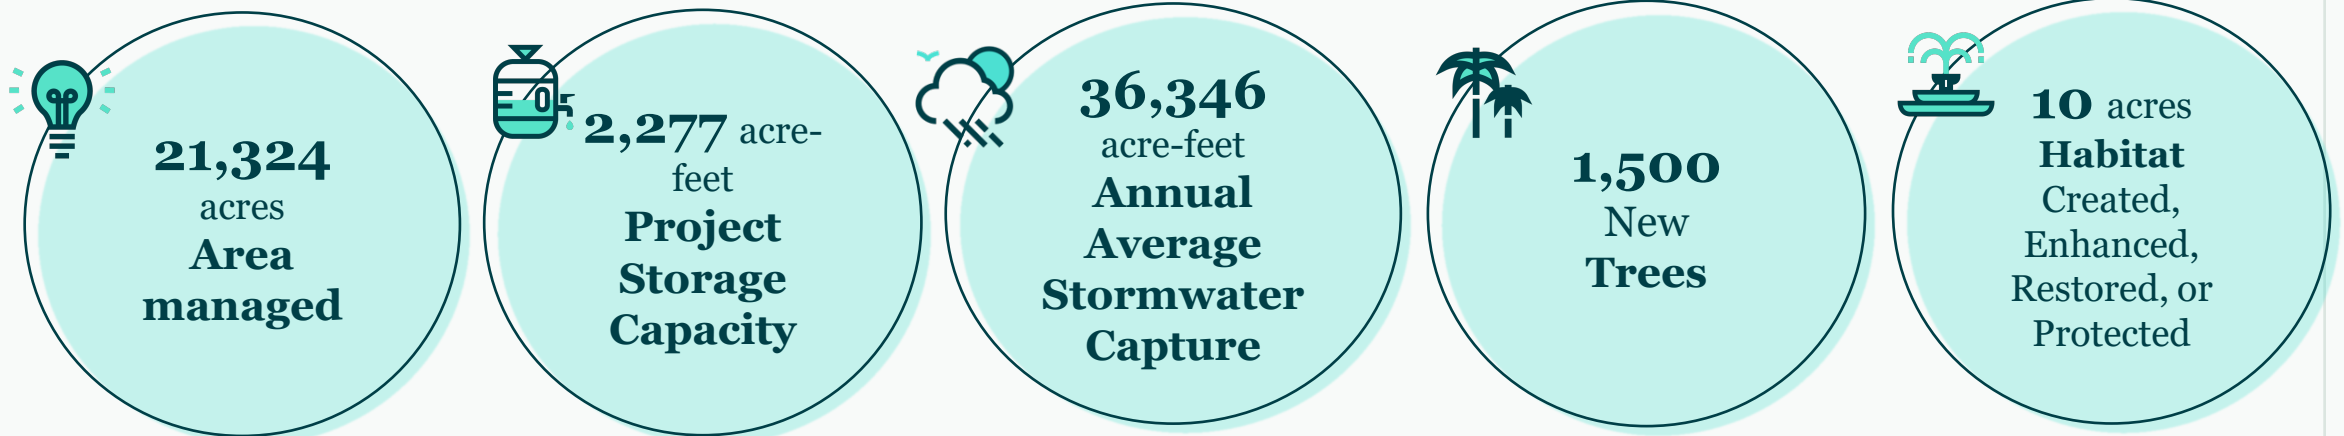 21,324
acres
Area
managed
2,277 acre-
feet
Project
Storage
Capacity
36,346
acre-feet
Annual
Average
Stormwater
Capture
1,500
New
Trees
10 acres
Habitat
Created,
Enhanced,
Restored, or
Protected